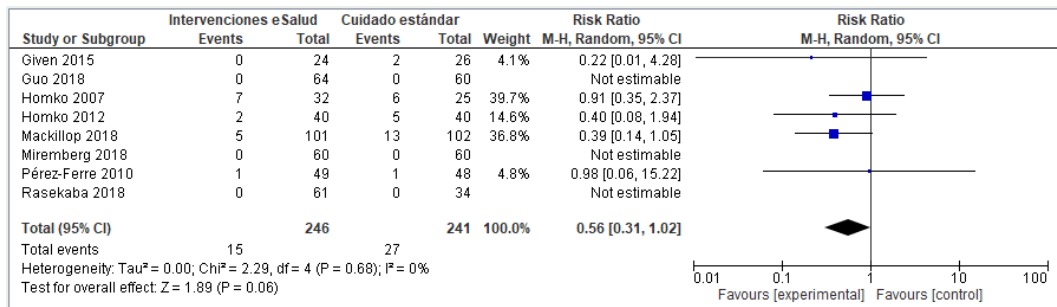 Intervenciones eSalud Cuidado estándar Risk Ratio Risk Ratio
Study or Subgroup Events Total Events Total Weight M-H, Random, 95% CI M-H, Random, 95% CI
Given 2015 0 24 2 26 4.1% 0.22 [0.01, 4.28]
Guo 2018 0 64 0 60 Not estimable
Homko 2007 7 32 6 25 39.7% 0.91 [0.35, 2.37]
Homko 2012 2 40 5 40 14.6% 0.40 [0.08, 1.94]
Mackillop 2018 5 101 13 102 36.8% 0.39 [0.14, 1.05]
Miremberg 2018 0 60 0 60 Not estimable
Pérez-Ferre 2010 1 49 1 48 4.8% 0.98 [0.06, 15.22]
Rasekaba 2018 0 61 0 34 Not estimable
Total (95% CI) 246 241 100.0% 0.56 [0.31, 1.02]
Total events 15 27
Heterogeneity: Tau² = 0.00; Chi² = 2.29, df = 4 (P = 0.68); I² = 0%
Test for overall effect: Z = 1.89 (P = 0.06)
0.01 0.1 1 10 100
Favours [experimental] Favours [control]